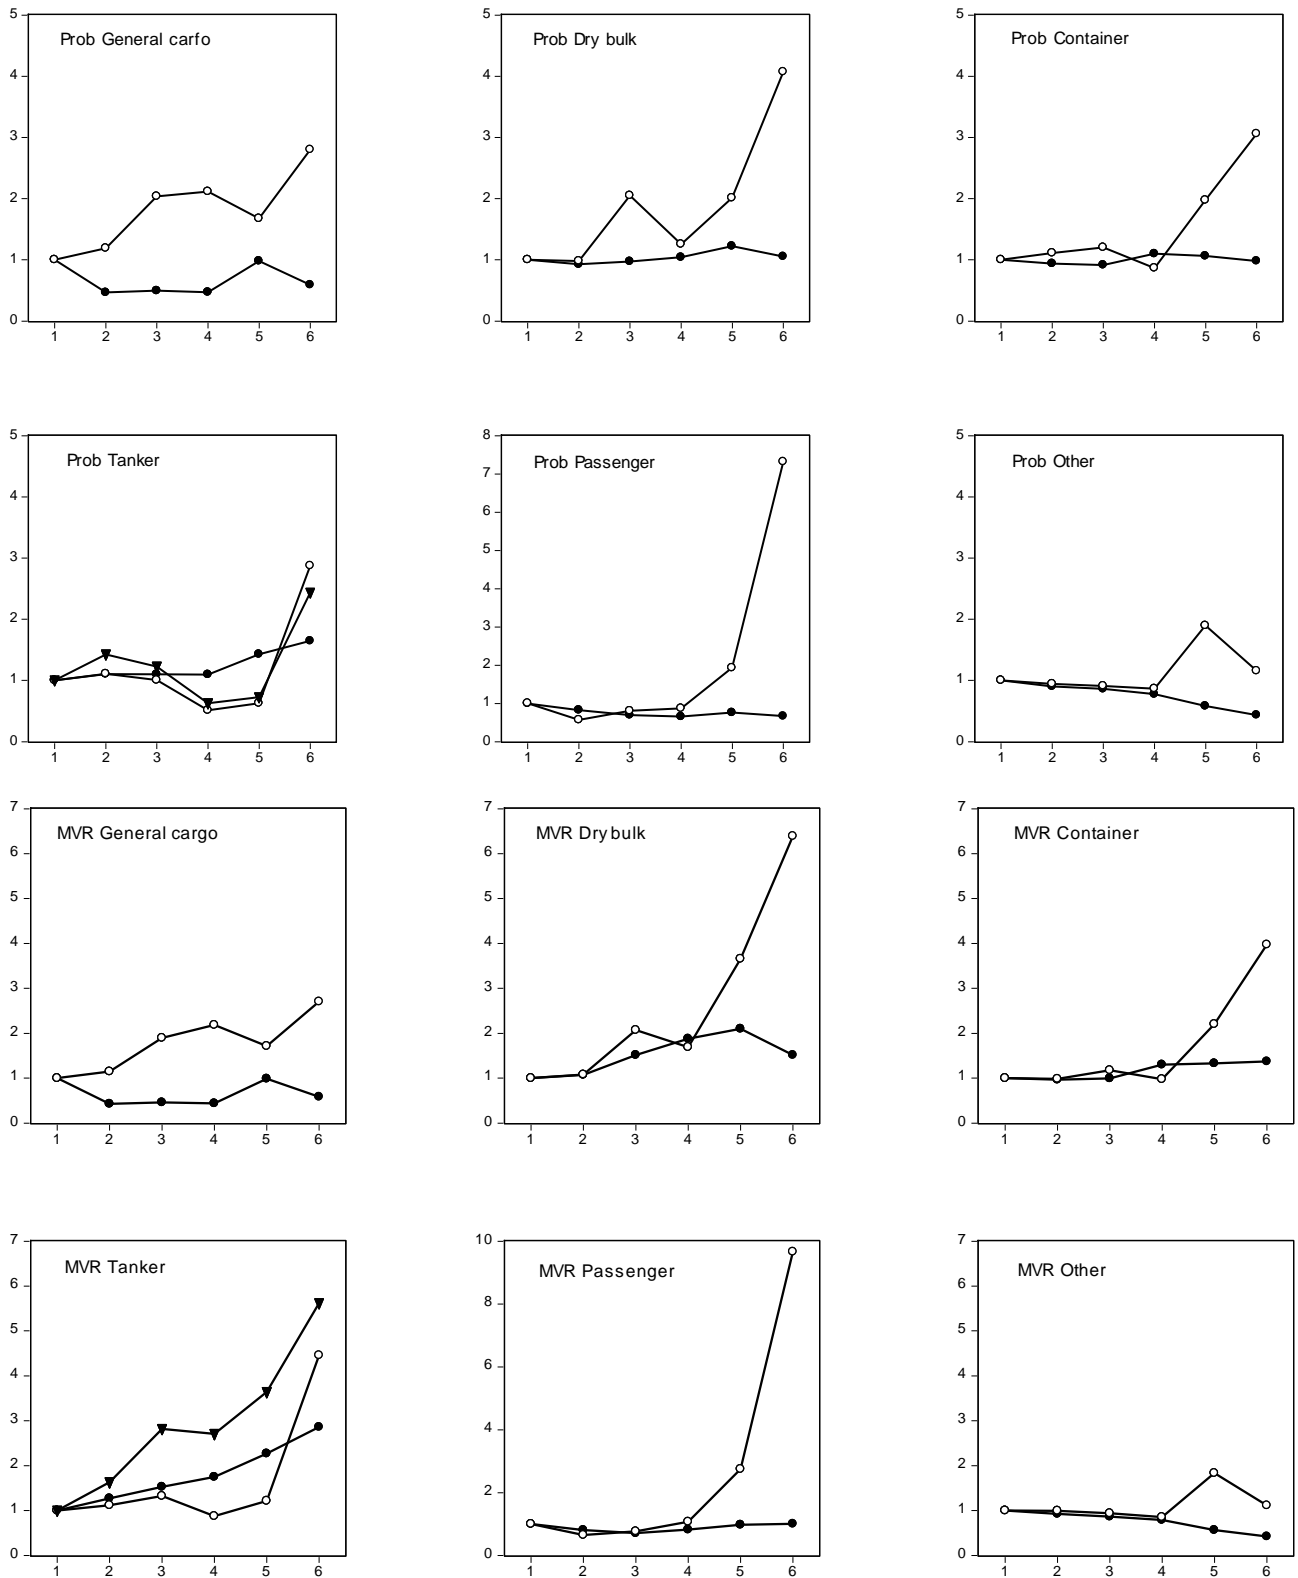 5 5 5
Prob General carfo Prob Dry bulk Prob Container
4 4 4
3 3 3
2 2 2
1 1 1
0 0 0
1 2 3 4 5 6 1 2 3 4 5 6 1 2 3 4 5 6
5 8 5
Prob Tanker Prob Passenger Prob Other
7
4 4
6
5
3 3
4
3
2 2
2
1 1
1
0 0 0
1 2 3 4 5 6 1 2 3 4 5 6 1 2 3 4 5 6
7 7 7
MVR General cargo MVR Dry bulk MVR Container
6 6 6
5 5 5
4 4 4
3 3 3
2 2 2
1 1 1
0 0 0
1 2 3 4 5 6 1 2 3 4 5 6 1 2 3 4 5 6
7 10 7
MVR Tanker MVR Passenger MVR Other
6 6
8
5 5
4 4
6
3 3
4
2 2
2
1 1
0 0 0
1 2 3 4 5 6 1 2 3 4 5 6 1 2 3 4 5 6